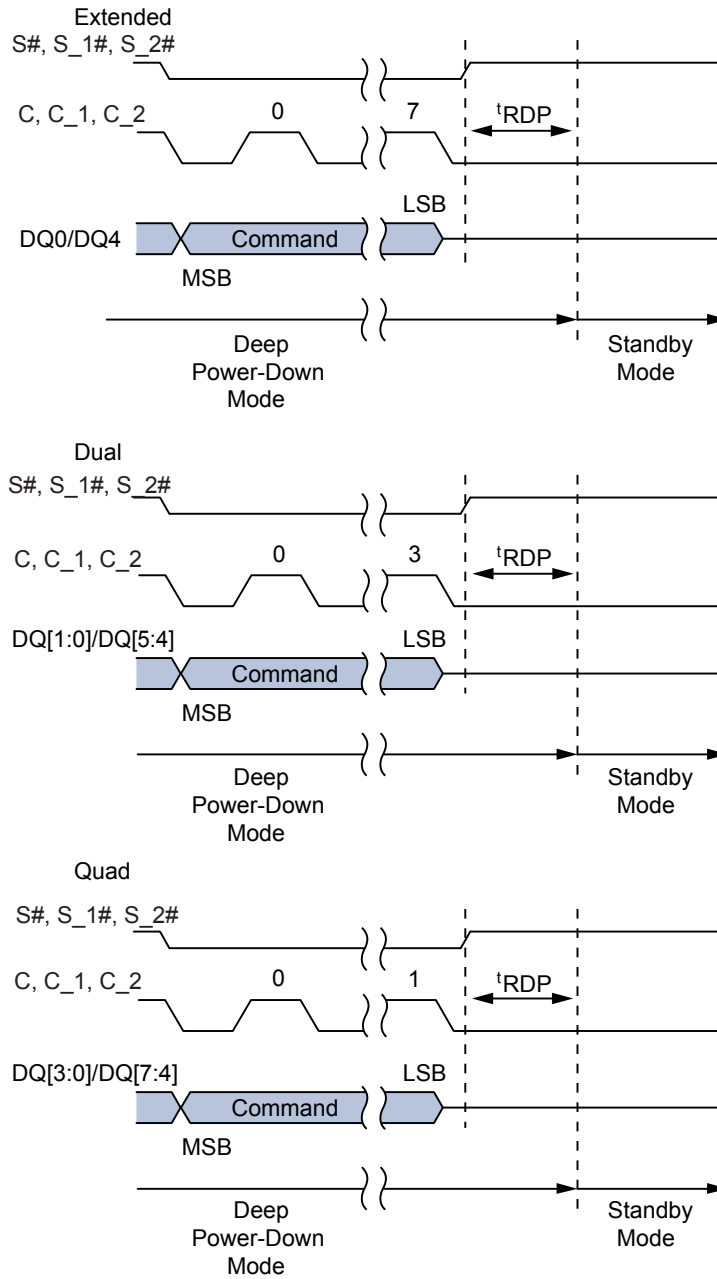 Extended
S#, S_1#, S_2#
C, C_1, C_2
0
7
tRDP
LSB
DQ0/DQ4
Command
MSB
Deep
Power-Down
Mode
Standby
Mode
Dual
S#, S_1#, S_2#
C, C_1, C_2
0
3
tRDP
DQ[1:0]/DQ[5:4]
LSB
Command
MSB
Deep
Power-Down
Mode
Standby
Mode
Quad
S#, S_1#, S_2#
C, C_1, C_2
0
1
tRDP
DQ[3:0]/DQ[7:4]
LSB
Command
MSB
Deep
Power-Down
Mode
Standby
Mode